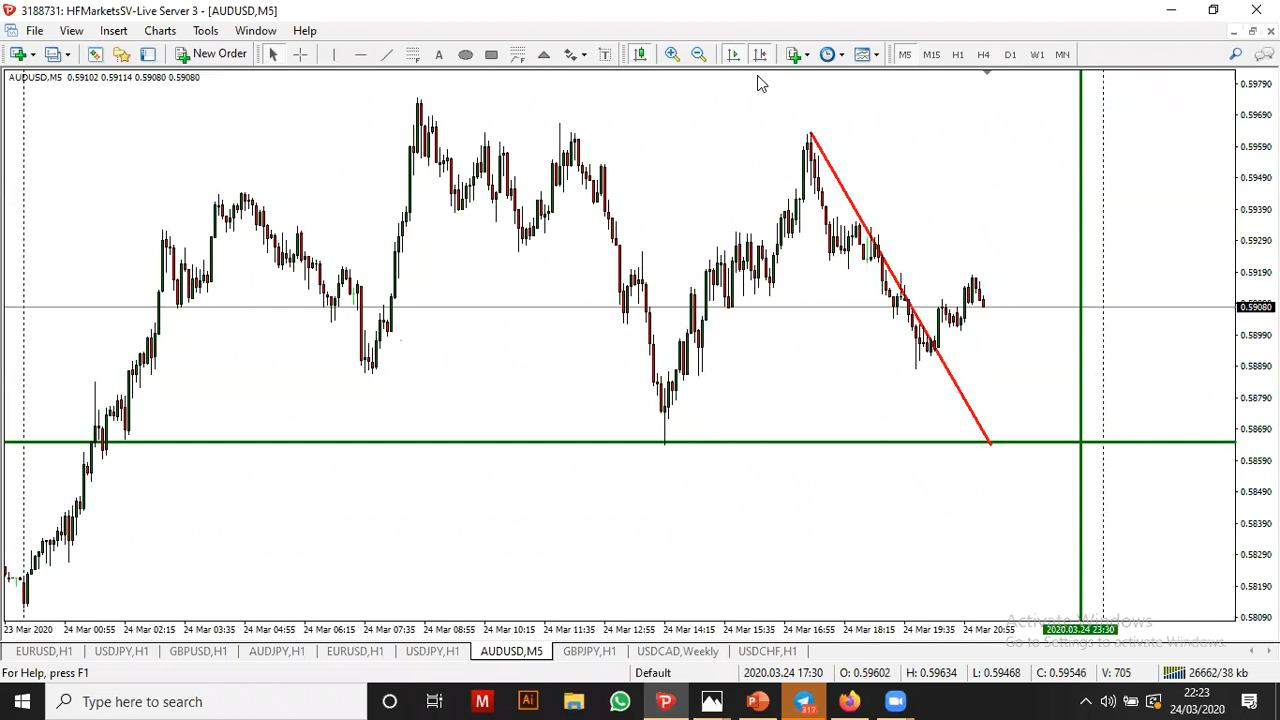 3188731: HFMarketsSV-Live Server 3 - [AUDUSD,M5]
File View Insert Charts Tools Window Help
New Order A T M5 M15 H1 H4 D1 W1 MN
AUDUSD,M5 0.59102 0.59114 0.59080 0.59080
0.59790
0.59690
0.59590
0.59490
0.59390
0.59290
0.59190
0.59080
0.58990
0.58890
0.58790
0.58690
0.58590
0.58490
0.58390
0.58290
0.58190
0.58090
23 Mar 2020 24 Mar 00:55 24 Mar 02:15 24 Mar 03:35 24 Mar 04:55 24 Mar 06:15 24 Mar 07:35 24 Mar 08:55 24 Mar 10:15 24 Mar 11:35 24 Mar 12:55 24 Mar 14:15 24 Mar 15:35 24 Mar 16:55 24 Mar 18:15 24 Mar 19:35 24 Mar 20:55 2020.03.24 23:30
Activate Windows
Go to Settings to activate Windows.
EURUSD,H1 USDJPY,H1 GBPUSD,H1 AUDJPY,H1 EURUSD,H1 USDJPY,H1 AUDUSD,M5 GBPJPY,H1 USDCAD,Weekly USDCHF,H1
For Help, press F1 Default 2020.03.24 17:30 O: 0.59602 H: 0.59634 L: 0.59468 C: 0.59546 V: 705 26662/38 kb
Type here to search
M Ai P 317
22:23
24/03/2020